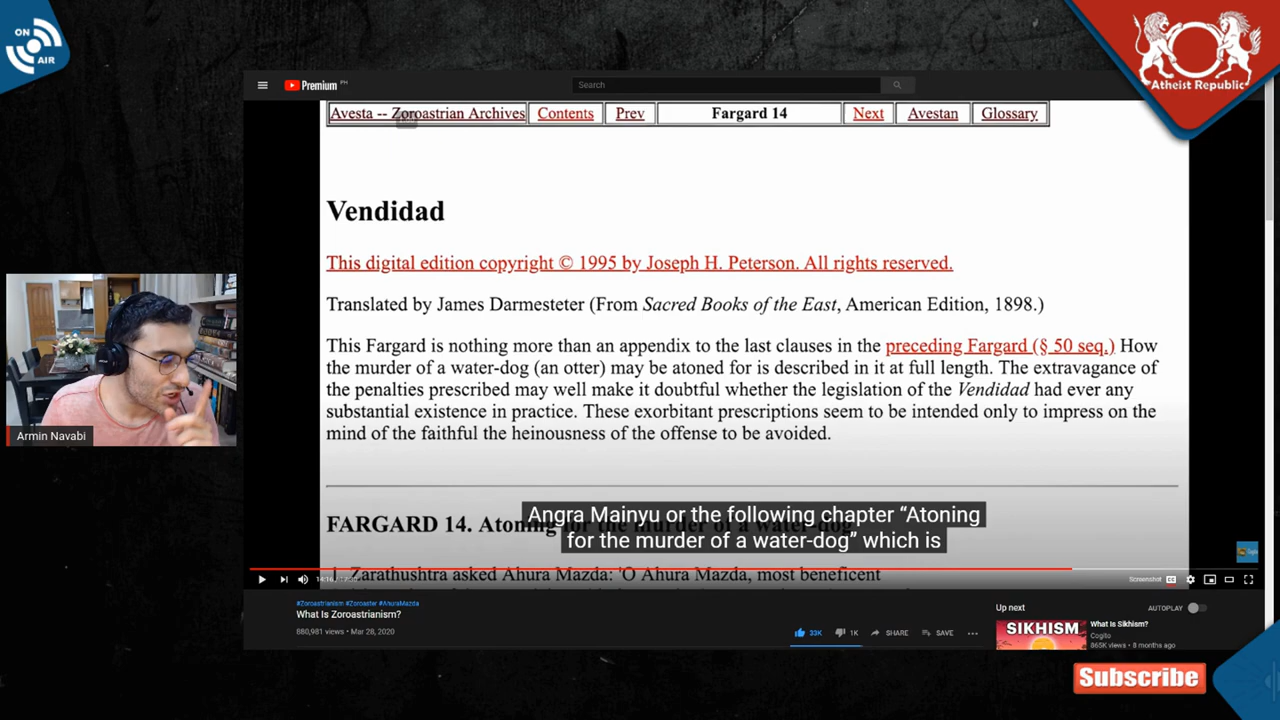 ON
AIR
Atheist Republic
Premium PH
Search
Avesta -- Zoroastrian Archives Contents Prev Fargard 14 Next Avestan Glossary
Vendidad
This digital edition copyright © 1995 by Joseph H. Peterson. All rights reserved.
Translated by James Darmesteter (From Sacred Books of the East, American Edition, 1898.)
This Fargard is nothing more than an appendix to the last clauses in the preceding Fargard (§ 50 seq.) How
the murder of a water-dog (an otter) may be atoned for is described in it at full length. The extravagance of
the penalties prescribed may well make it doubtful whether the legislation of the Vendidad had ever any
substantial existence in practice. These exorbitant prescriptions seem to be intended only to impress on the
mind of the faithful the heinousness of the offense to be avoided.
Armin Navabi
FARGARD 14. Atoning for the murder of a water-dog
Angra Mainyu or the following chapter “Atoning
for the murder of a water-dog” which is
1. Zarathushtra asked Ahura Mazda: 'O Ahura Mazda, most beneficent
Screenshot
#Zoroastrianism #Zoroaster #AhuraMazda
What Is Zoroastrianism?
880,981 views • Mar 28, 2020
33K 1K SHARE SAVE
Up next
AUTOPLAY
SIKHISM
What Is Sikhism?
Cogito
865K views • 8 months ago
Subscribe